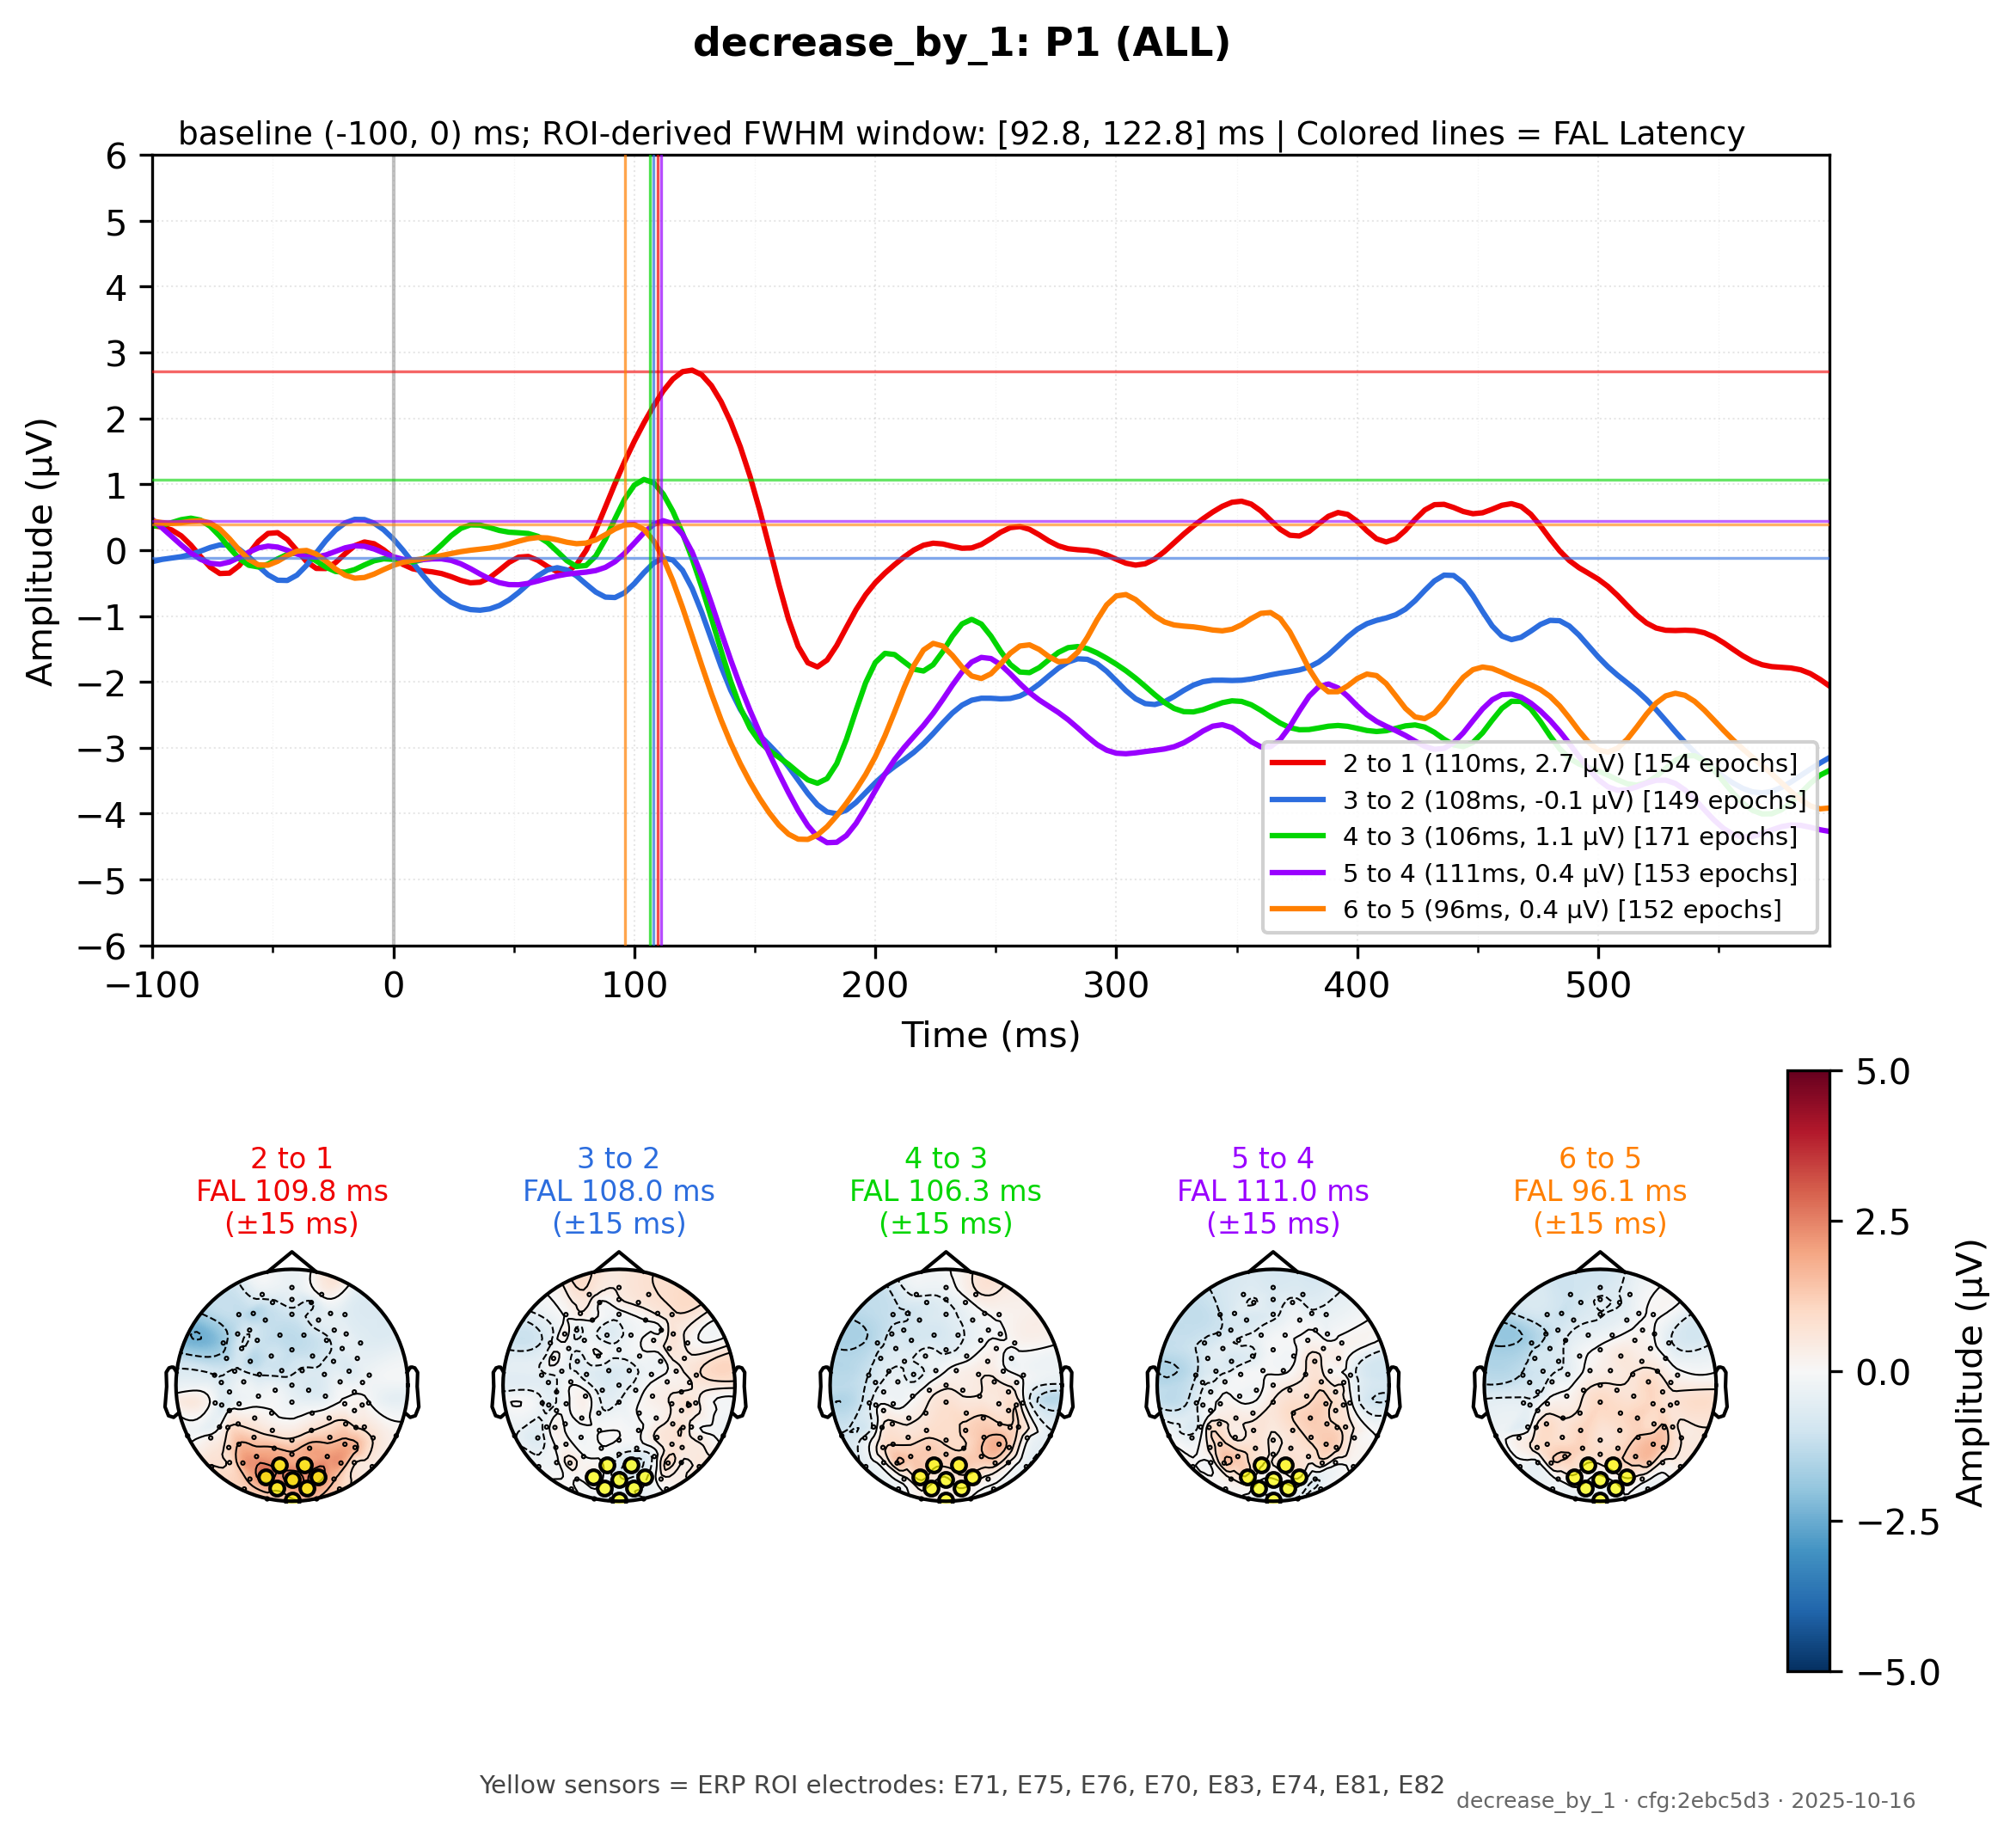 decrease_by_1: P1 (ALL)
baseline (-100, 0) ms; ROI-derived FWHM window: [92.8, 122.8] ms | Colored lines = FAL Latency
6
5
4
3
2
1
0
−1
−2
−3
−4
−5
−6
Amplitude (μV)
2 to 1 (110ms, 2.7 μV) [154 epochs]
3 to 2 (108ms, -0.1 μV) [149 epochs]
4 to 3 (106ms, 1.1 μV) [171 epochs]
5 to 4 (111ms, 0.4 μV) [153 epochs]
6 to 5 (96ms, 0.4 μV) [152 epochs]
−100 0 100 200 300 400 500
Time (ms)
2 to 1
FAL 109.8 ms
(±15 ms)
3 to 2
FAL 108.0 ms
(±15 ms)
4 to 3
FAL 106.3 ms
(±15 ms)
5 to 4
FAL 111.0 ms
(±15 ms)
6 to 5
FAL 96.1 ms
(±15 ms)
5.0
2.5
0.0
−2.5
−5.0
Amplitude (μV)
Yellow sensors = ERP ROI electrodes: E71, E75, E76, E70, E83, E74, E81, E82
decrease_by_1 · cfg:2ebc5d3 · 2025-10-16